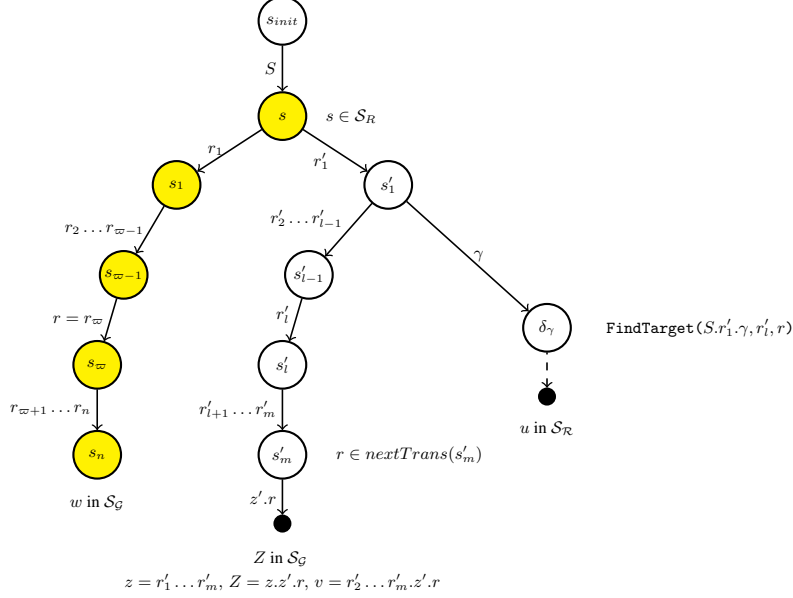 s_{init}
S
s
s ∈ 𝒮_R
r_1
r'_1
s_1
s'_1
r_2 … r_{ϖ−1}
r'_2 … r'_{l−1}
γ
s_{ϖ−1}
s'_{l−1}
r = r_ϖ
r'_l
δ_γ
FindTarget(S.r'_1.γ, r'_l, r)
s_ϖ
s'_l
r_{ϖ+1} … r_n
r'_{l+1} … r'_m
u in 𝒮_ℛ
s_n
s'_m
r ∈ nextTrans(s'_m)
w in 𝒮_𝒢
z'.r
Z in 𝒮_𝒢
z = r'_1 … r'_m, Z = z.z'.r, v = r'_2 … r'_m.z'.r